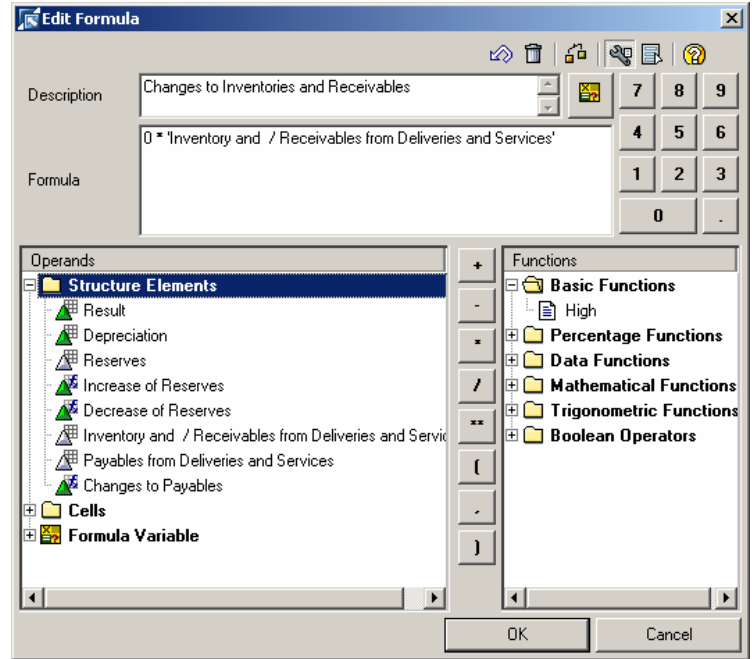 Edit Formula
Description
Changes to Inventories and Receivables
7 8 9
Formula
0 * 'Inventory and  / Receivables from Deliveries and Services'
4 5 6
1 2 3
0 .
Operands
Structure Elements
Result
Depreciation
Reserves
Increase of Reserves
Decrease of Reserves
Inventory and  / Receivables from Deliveries and Servic
Payables from Deliveries and Services
Changes to Payables
Cells
Formula Variable
+
-
*
/
**
(
,
)
Functions
Basic Functions
High
Percentage Functions
Data Functions
Mathematical Functions
Trigonometric Functions
Boolean Operators
OK
Cancel